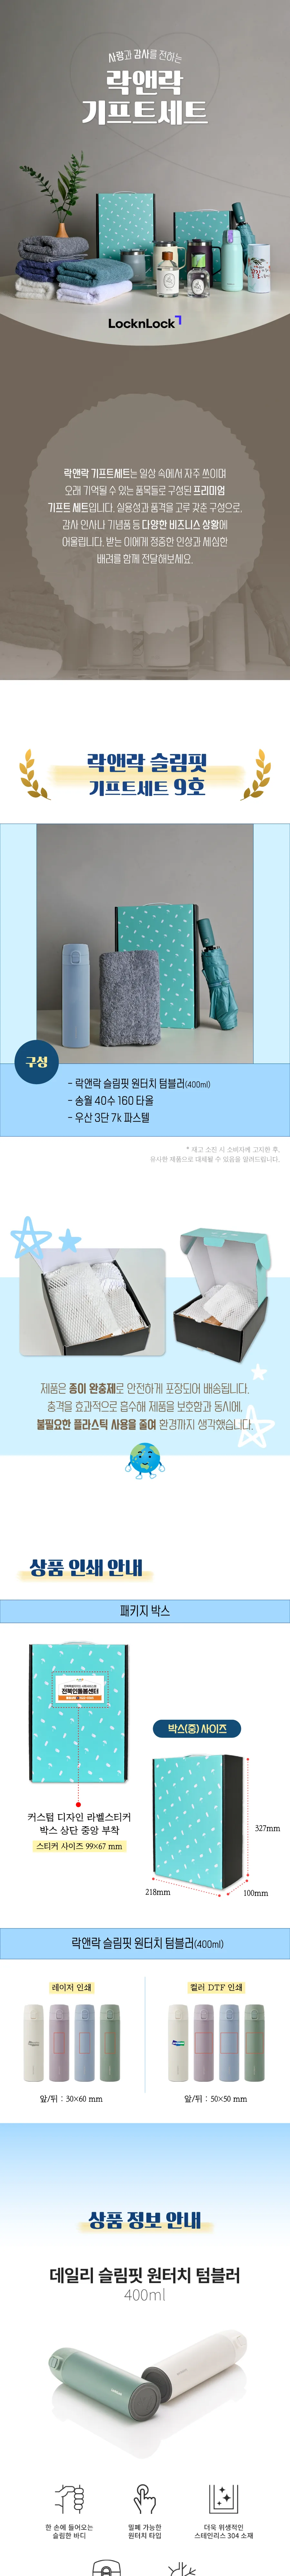 사랑과 감사를 전하는
락앤락
기프트세트
LocknLock
락앤락 기프트세트는 일상 속에서 자주 쓰이며
오래 기억될 수 있는 품목들로 구성된 프리미엄
기프트 세트입니다. 실용성과 품격을 고루 갖춘 구성으로,
감사 인사나 기념품 등 다양한 비즈니스 상황에
어울립니다. 받는 이에게 정중한 인상과 세심한
배려를 함께 전달해보세요.
락앤락 슬림핏
기프트세트 9호
구성
- 락앤락 슬림핏 원터치 텀블러(400ml)
- 송월 40수 160 타올
- 우산 3단 7k 파스텔
* 재고 소진 시 소비자께 고지한 후,
유사한 제품으로 대체될 수 있음을 알려드립니다.
제품은 종이 완충제로 안전하게 포장되어 배송됩니다.
충격을 효과적으로 흡수해 제품을 보호함과 동시에,
불필요한 플라스틱 사용을 줄여 환경까지 생각했습니다.
상품 인쇄 안내
패키지 박스
전북인돌봄센터
커스텀 디자인 라벨스티커
박스 상단 중앙 부착
스티커 사이즈 99×67 mm
박스(중) 사이즈
327mm
218mm
100mm
락앤락 슬림핏 원터치 텀블러(400ml)
레이저 인쇄
컬러 DTF 인쇄
앞/뒤 : 30×60 mm
앞/뒤 : 50×50 mm
상품 정보 안내
데일리 슬림핏 원터치 텀블러
400ml
한 손에 들어오는
슬림한 바디
밀폐 가능한
원터치 타입
더욱 위생적인
스테인리스 304 소재